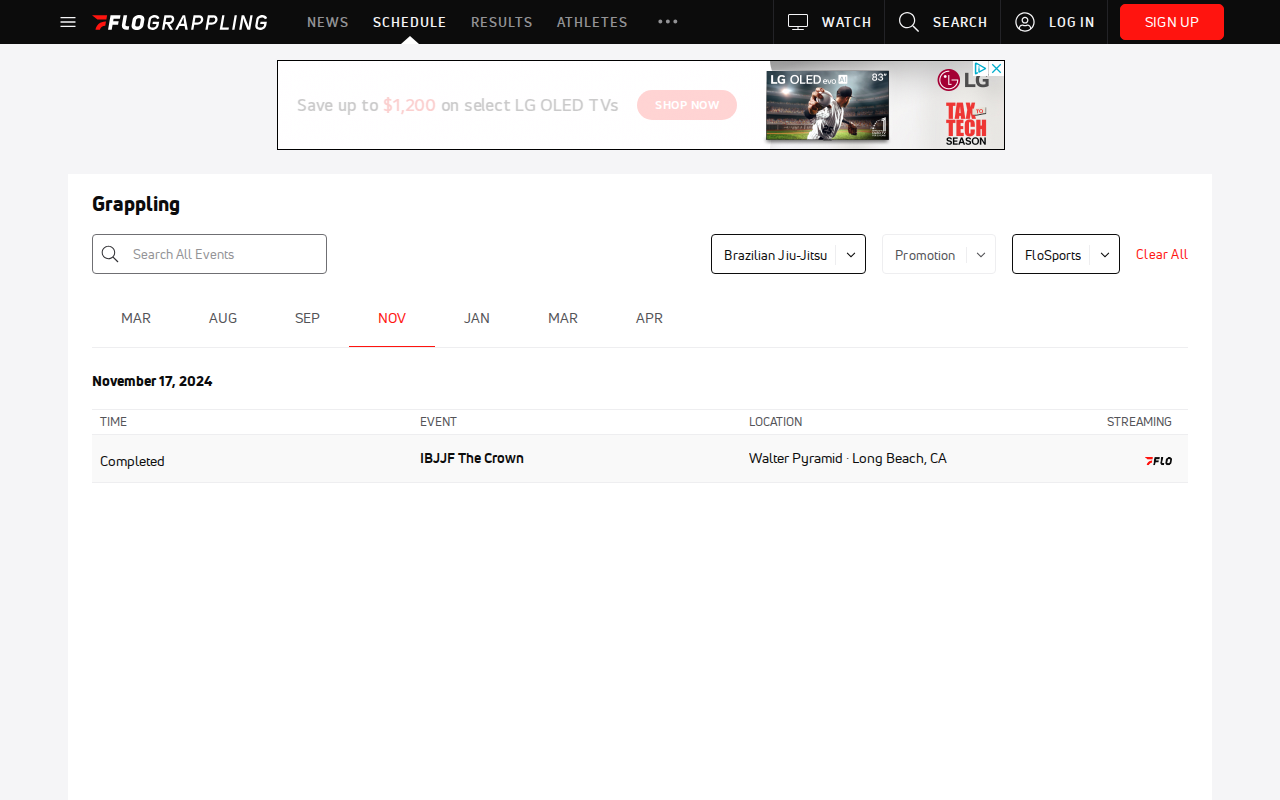 FLOGRAPPLING NEWS SCHEDULE RESULTS ATHLETES WATCH SEARCH LOG IN SIGN UP
Save up to $1,200 on select LG OLED TVs SHOP NOW
LG OLED evo AI 83" LG
TAX TO TECH SEASON
Grappling
Search All Events Brazilian Jiu-Jitsu Promotion FloSports Clear All
MAR AUG SEP NOV JAN MAR APR
November 17, 2024
TIME EVENT LOCATION STREAMING
Completed IBJJF The Crown Walter Pyramid · Long Beach, CA FLO